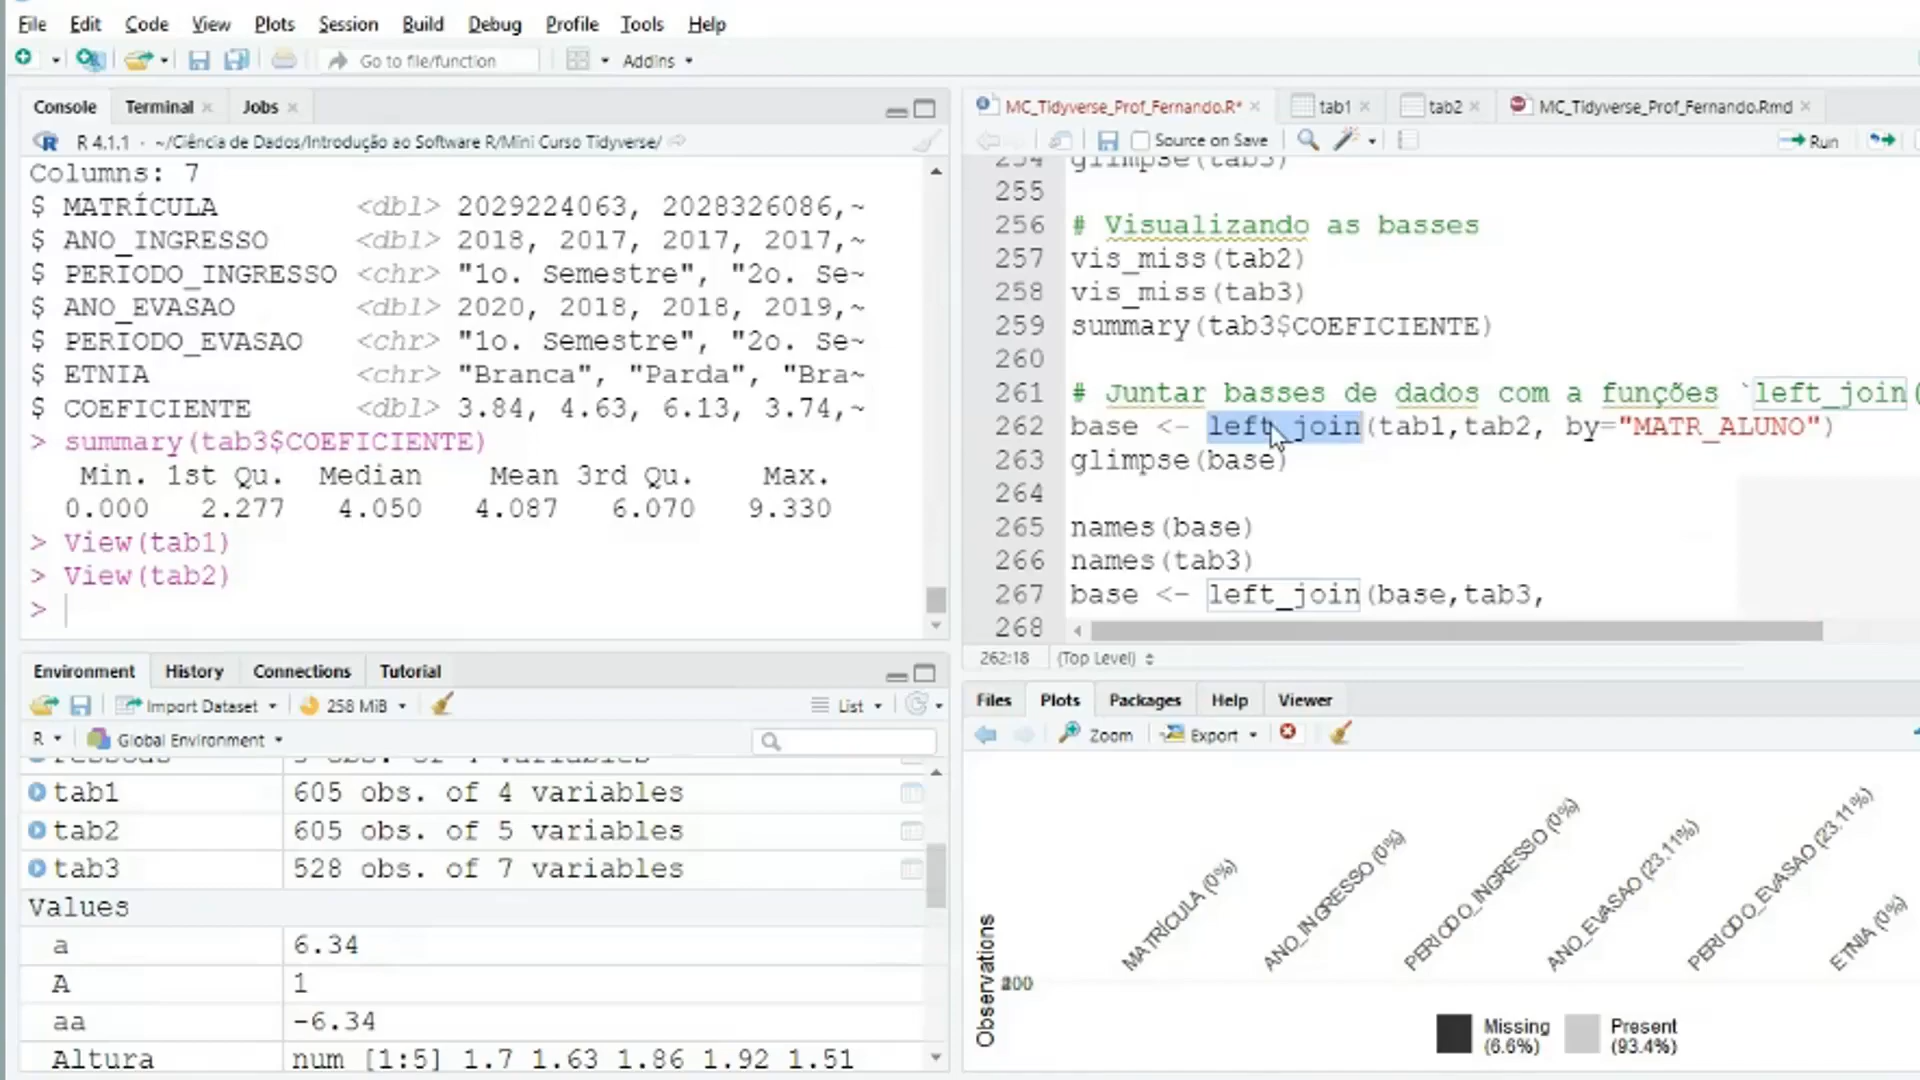 File Edit Code View Plots Session Build Debug Profile Tools Help
Go to file/function
Addins
Console Terminal Jobs
R 4.1.1 · ~/Ciência de Dados/Introdução ao Software R/Mini Curso Tidyverse/
Columns: 7
$ MATRÍCULA <dbl> 2029224063, 2028326086,~
$ ANO_INGRESSO <dbl> 2018, 2017, 2017, 2017,~
$ PERIODO_INGRESSO <chr> "1o. Semestre", "2o. Se~
$ ANO_EVASAO <dbl> 2020, 2018, 2018, 2019,~
$ PERIODO_EVASAO <chr> "1o. Semestre", "2o. Se~
$ ETNIA <chr> "Branca", "Parda", "Bra~
$ COEFICIENTE <dbl> 3.84, 4.63, 6.13, 3.74,~
> summary(tab3$COEFICIENTE)
Min. 1st Qu. Median Mean 3rd Qu. Max.
0.000 2.277 4.050 4.087 6.070 9.330
> View(tab1)
> View(tab2)
>
MC_Tidyverse_Prof_Fernando.R* tab1 tab2 MC_Tidyverse_Prof_Fernando.Rmd
Source on Save Run
254 glimpse(tab3)
255
256 # Visualizando as basses
257 vis_miss(tab2)
258 vis_miss(tab3)
259 summary(tab3$COEFICIENTE)
260
261 # Juntar basses de dados com a funções `left_join(
262 base <- left_join(tab1,tab2, by="MATR_ALUNO")
263 glimpse(base)
264
265 names(base)
266 names(tab3)
267 base <- left_join(base,tab3,
268
262:18 (Top Level)
Environment History Connections Tutorial
Import Dataset 258 MiB List
R Global Environment
tab1 605 obs. of 4 variables
tab2 605 obs. of 5 variables
tab3 528 obs. of 7 variables
Values
a 6.34
A 1
aa -6.34
Altura num [1:5] 1.7 1.63 1.86 1.92 1.51
Files Plots Packages Help Viewer
Zoom Export
MATRÍCULA (0%)
ANO_INGRESSO (0%)
PERIODO_INGRESSO (0%)
ANO_EVASAO (23.11%)
PERIODO_EVASAO (23.11%)
ETNIA (0%)
Observations
Missing (6.6%)
Present (93.4%)